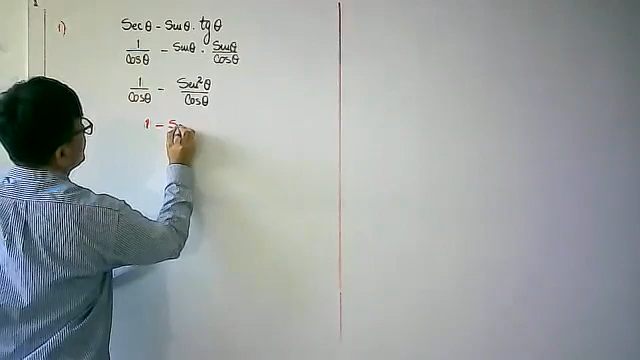 1)
Secθ - Senθ · tgθ
1/Cosθ - Senθ · Senθ/Cosθ
1/Cosθ - Sen²θ/Cosθ
1 - S